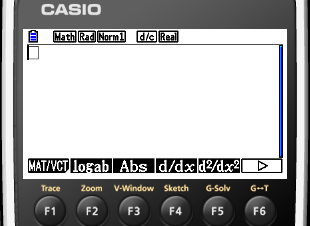 CASIO
Math Rad Norm1 d/c Real
MAT/VCT logab Abs d/dx d²/dx² ▷
Trace Zoom V-Window Sketch G-Solv G↔T
F1 F2 F3 F4 F5 F6